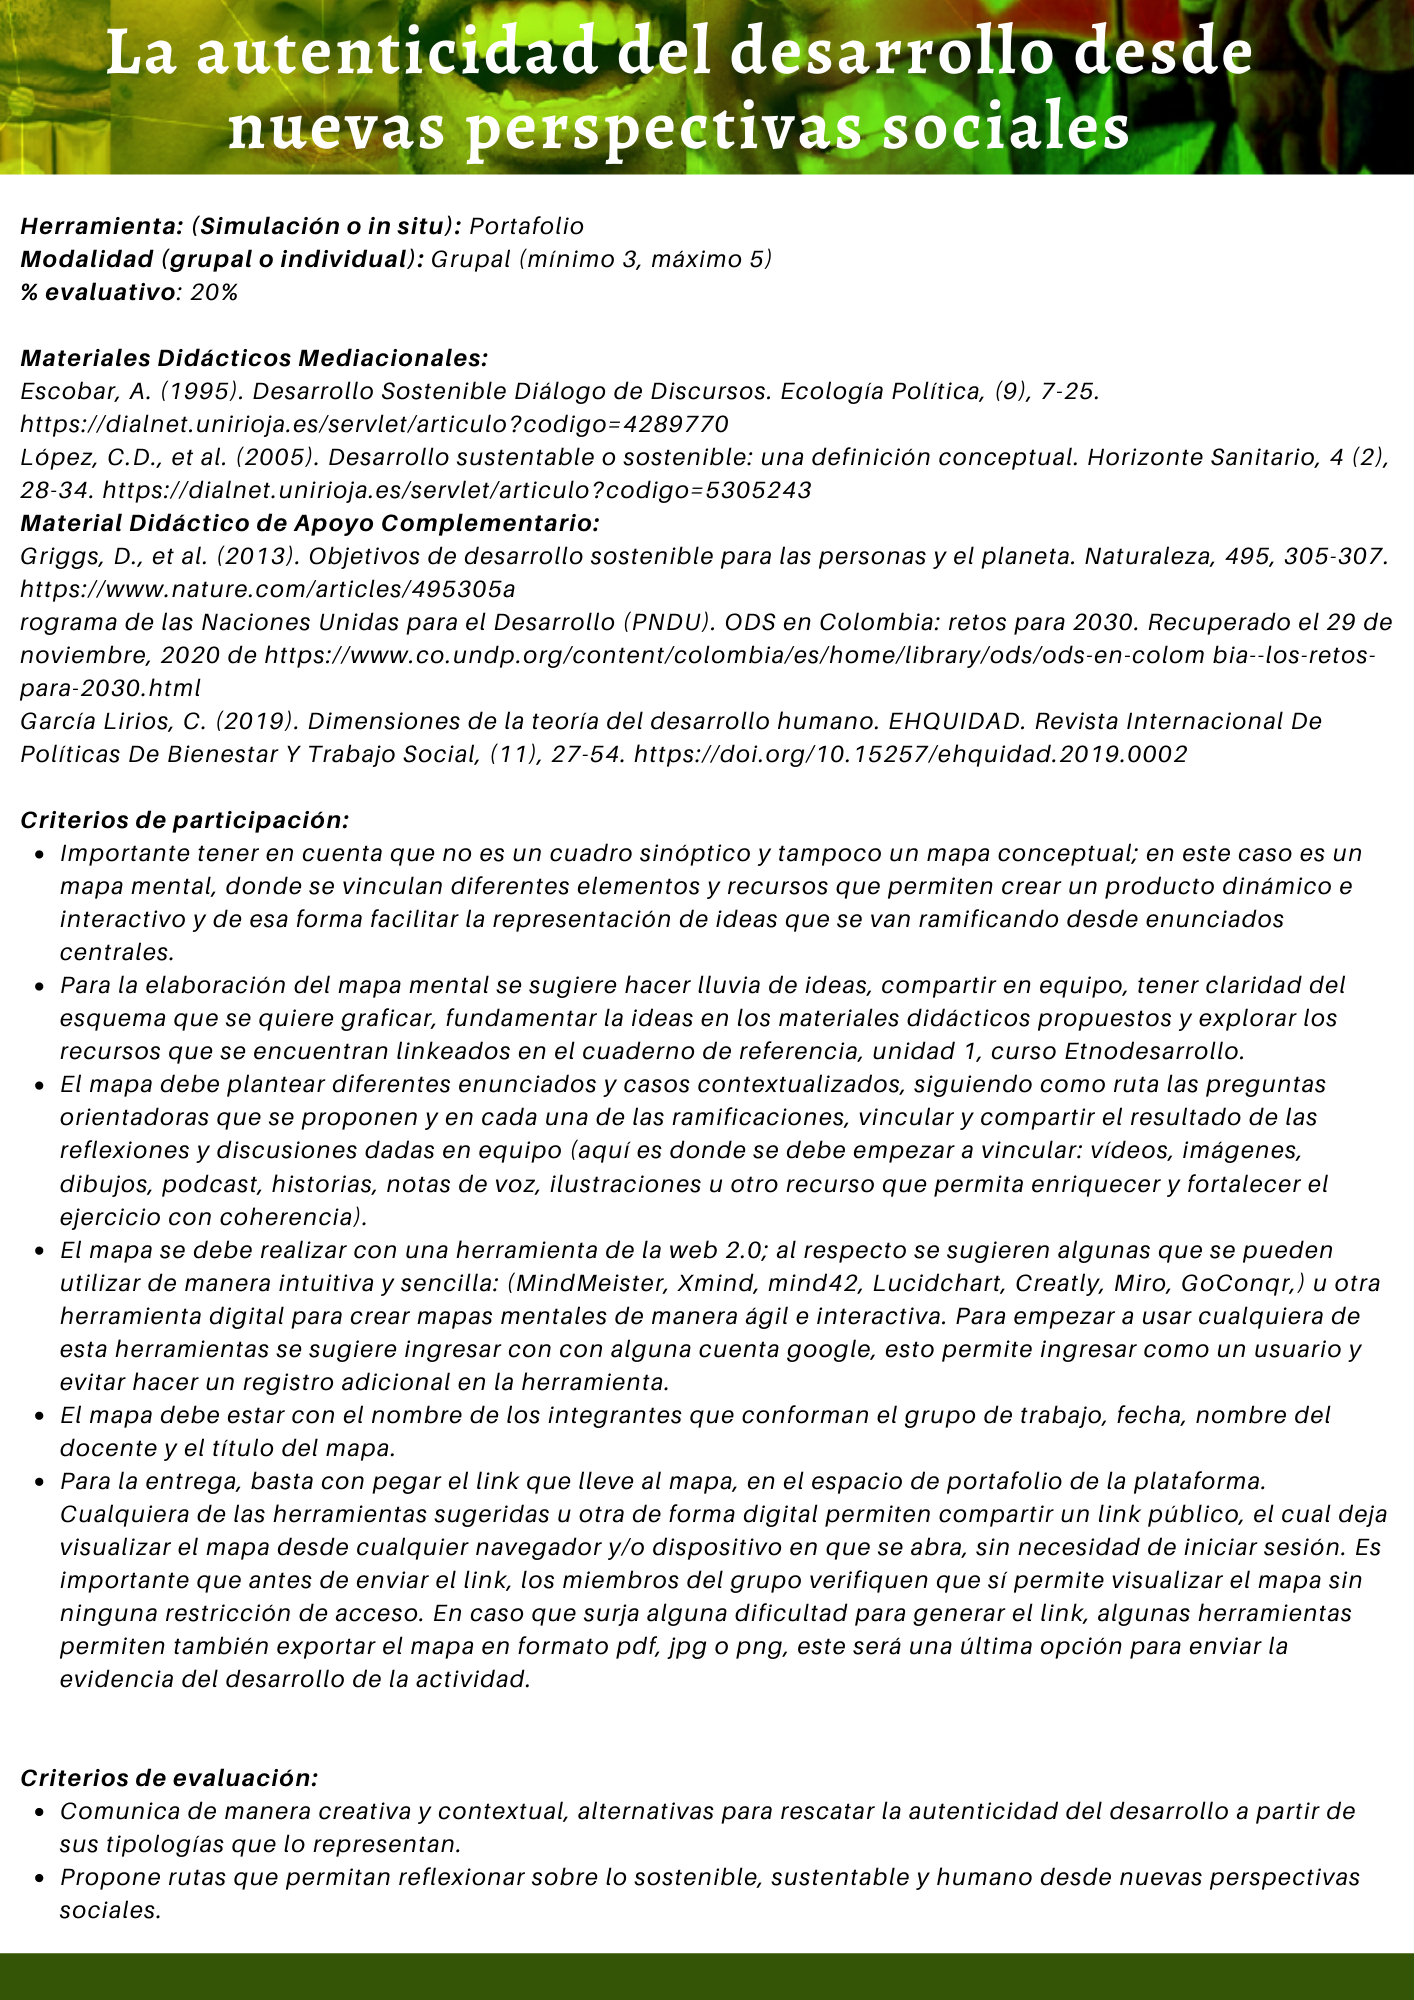 La autenticidad del desarrollo desde
nuevas perspectivas sociales
Herramienta: (Simulación o in situ): Portafolio
Modalidad (grupal o individual): Grupal (mínimo 3, máximo 5)
% evaluativo: 20%
Materiales Didácticos Mediacionales:
Escobar, A. (1995). Desarrollo Sostenible Diálogo de Discursos. Ecología Política, (9), 7-25.
https://dialnet.unirioja.es/servlet/articulo?codigo=4289770
López, C.D., et al. (2005). Desarrollo sustentable o sostenible: una definición conceptual. Horizonte Sanitario, 4 (2),
28-34. https://dialnet.unirioja.es/servlet/articulo?codigo=5305243
Material Didáctico de Apoyo Complementario:
Griggs, D., et al. (2013). Objetivos de desarrollo sostenible para las personas y el planeta. Naturaleza, 495, 305-307.
https://www.nature.com/articles/495305a
rograma de las Naciones Unidas para el Desarrollo (PNDU). ODS en Colombia: retos para 2030. Recuperado el 29 de
noviembre, 2020 de https://www.co.undp.org/content/colombia/es/home/library/ods/ods-en-colom bia--los-retos-
para-2030.html
García Lirios, C. (2019). Dimensiones de la teoría del desarrollo humano. EHQUIDAD. Revista Internacional De
Políticas De Bienestar Y Trabajo Social, (11), 27-54. https://doi.org/10.15257/ehquidad.2019.0002
Criterios de participación:
• Importante tener en cuenta que no es un cuadro sinóptico y tampoco un mapa conceptual; en este caso es un
mapa mental, donde se vinculan diferentes elementos y recursos que permiten crear un producto dinámico e
interactivo y de esa forma facilitar la representación de ideas que se van ramificando desde enunciados
centrales.
• Para la elaboración del mapa mental se sugiere hacer lluvia de ideas, compartir en equipo, tener claridad del
esquema que se quiere graficar, fundamentar la ideas en los materiales didácticos propuestos y explorar los
recursos que se encuentran linkeados en el cuaderno de referencia, unidad 1, curso Etnodesarrollo.
• El mapa debe plantear diferentes enunciados y casos contextualizados, siguiendo como ruta las preguntas
orientadoras que se proponen y en cada una de las ramificaciones, vincular y compartir el resultado de las
reflexiones y discusiones dadas en equipo (aquí es donde se debe empezar a vincular: vídeos, imágenes,
dibujos, podcast, historias, notas de voz, ilustraciones u otro recurso que permita enriquecer y fortalecer el
ejercicio con coherencia).
• El mapa se debe realizar con una herramienta de la web 2.0; al respecto se sugieren algunas que se pueden
utilizar de manera intuitiva y sencilla: (MindMeister, Xmind, mind42, Lucidchart, Creatly, Miro, GoConqr,) u otra
herramienta digital para crear mapas mentales de manera ágil e interactiva. Para empezar a usar cualquiera de
esta herramientas se sugiere ingresar con con alguna cuenta google, esto permite ingresar como un usuario y
evitar hacer un registro adicional en la herramienta.
• El mapa debe estar con el nombre de los integrantes que conforman el grupo de trabajo, fecha, nombre del
docente y el título del mapa.
• Para la entrega, basta con pegar el link que lleve al mapa, en el espacio de portafolio de la plataforma.
Cualquiera de las herramientas sugeridas u otra de forma digital permiten compartir un link público, el cual deja
visualizar el mapa desde cualquier navegador y/o dispositivo en que se abra, sin necesidad de iniciar sesión. Es
importante que antes de enviar el link, los miembros del grupo verifiquen que sí permite visualizar el mapa sin
ninguna restricción de acceso. En caso que surja alguna dificultad para generar el link, algunas herramientas
permiten también exportar el mapa en formato pdf, jpg o png, este será una última opción para enviar la
evidencia del desarrollo de la actividad.
Criterios de evaluación:
• Comunica de manera creativa y contextual, alternativas para rescatar la autenticidad del desarrollo a partir de
sus tipologías que lo representan.
• Propone rutas que permitan reflexionar sobre lo sostenible, sustentable y humano desde nuevas perspectivas
sociales.